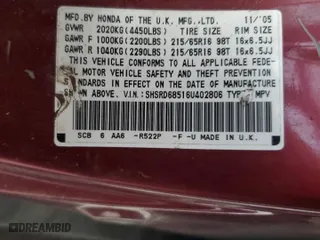 MFD.BY HONDA OF THE U.K. MFG.,LTD. 11/'05
GVWR 2020KG(4450LBS) TIRE SIZE RIM SIZE
GAWR F 1000KG(2200LBS) 215/65R16 98T 16x6.5JJ
GAWR R 1040KG(2290LBS) 215/65R16 98T 16x6.5JJ
THIS VEHICLE CONFORMS TO ALL APPLICABLE FEDERAL MOTOR VEHICLE SAFETY AND THEFT PREVENTION STANDARDS IN EFFECT ON THE DATE OF MANUFACTURE SHOWN ABOVE. V.I.N.: SHSRD68516U402806 TYPE: MPV
SCB 6 AA6 -R522P -F -U MADE IN U.K.
DREAMBID